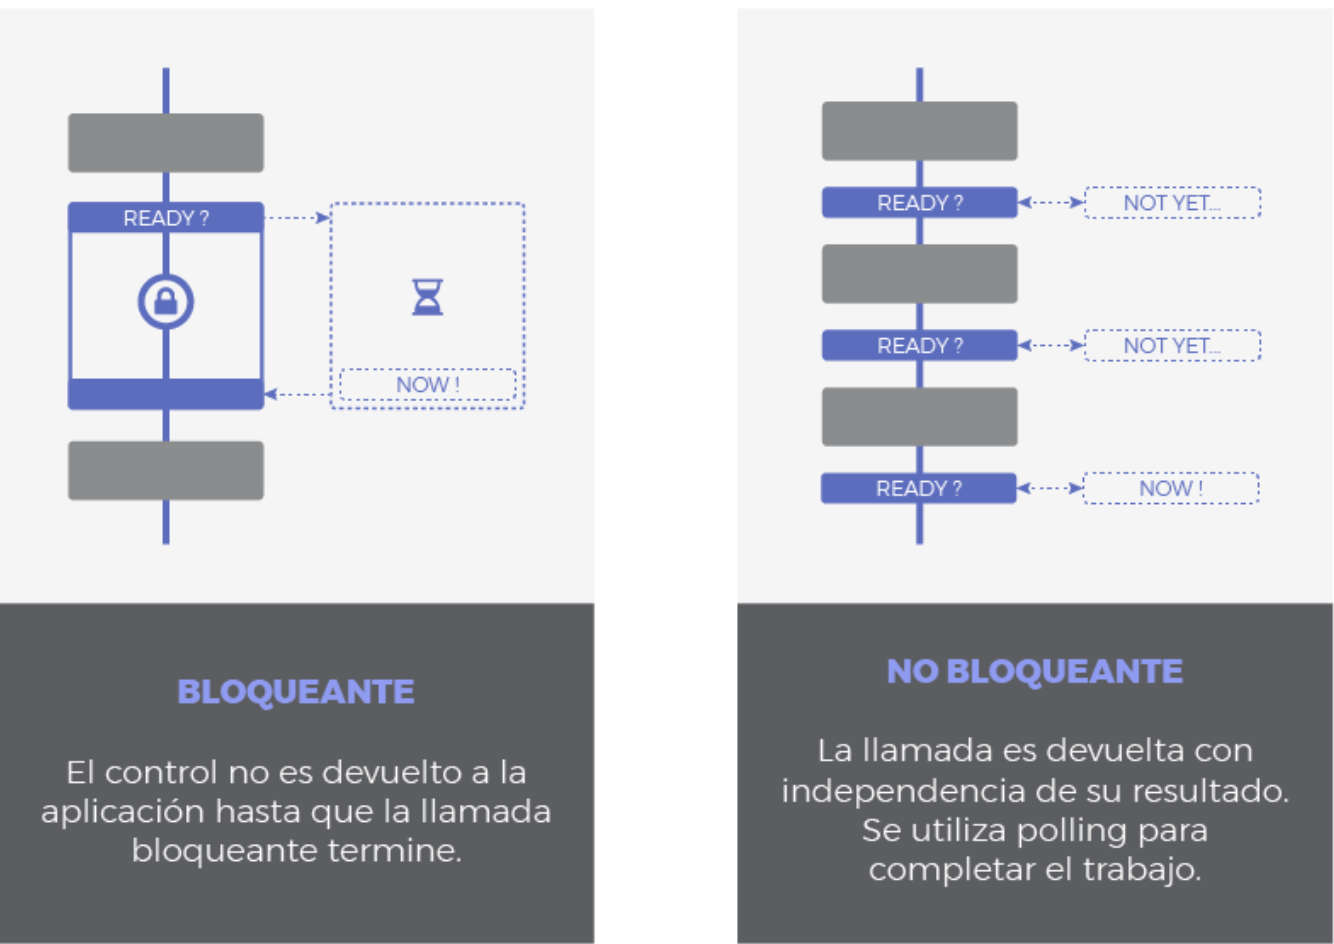 READY ?
NOW !
BLOQUEANTE
El control no es devuelto a la
aplicación hasta que la llamada
bloqueante termine.
READY ?
NOT YET...
READY ?
NOT YET...
READY ?
NOW !
NO BLOQUEANTE
La llamada es devuelta con
independencia de su resultado.
Se utiliza polling para
completar el trabajo.